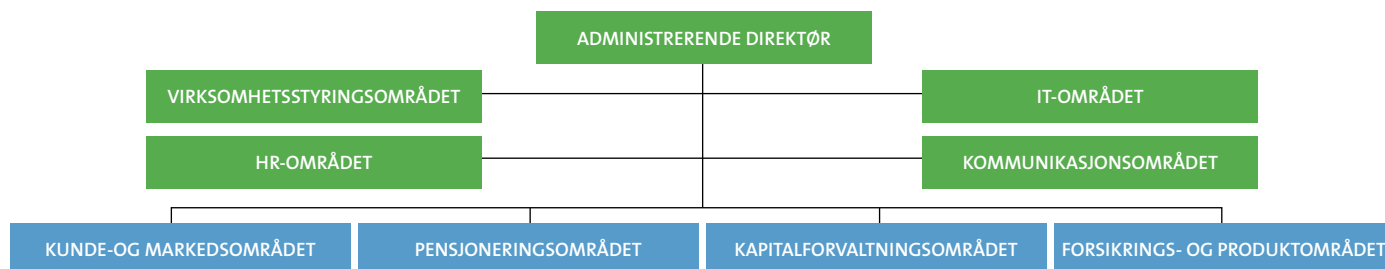 ADMINISTRERENDE DIREKTØR
VIRKSOMHETSSTYRINGSOMRÅDET
IT-OMRÅDET
HR-OMRÅDET
KOMMUNIKASJONSOMRÅDET
KUNDE-OG MARKEDSOMRÅDET
PENSJONERINGSOMRÅDET
KAPITALFORVALTNINGSOMRÅDET
FORSIKRINGS- OG PRODUKTOMRÅDET